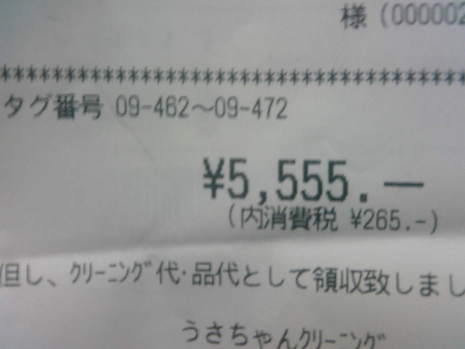 様 (000002
****************************************
タグ番号 09-462～09-472
¥5,555.―
(内消費税 ¥265.-)
但し、ｸﾘｰﾆﾝｸﾞ代･品代として領収致しまし
うさちゃんｸﾘｰﾆﾝｸﾞ